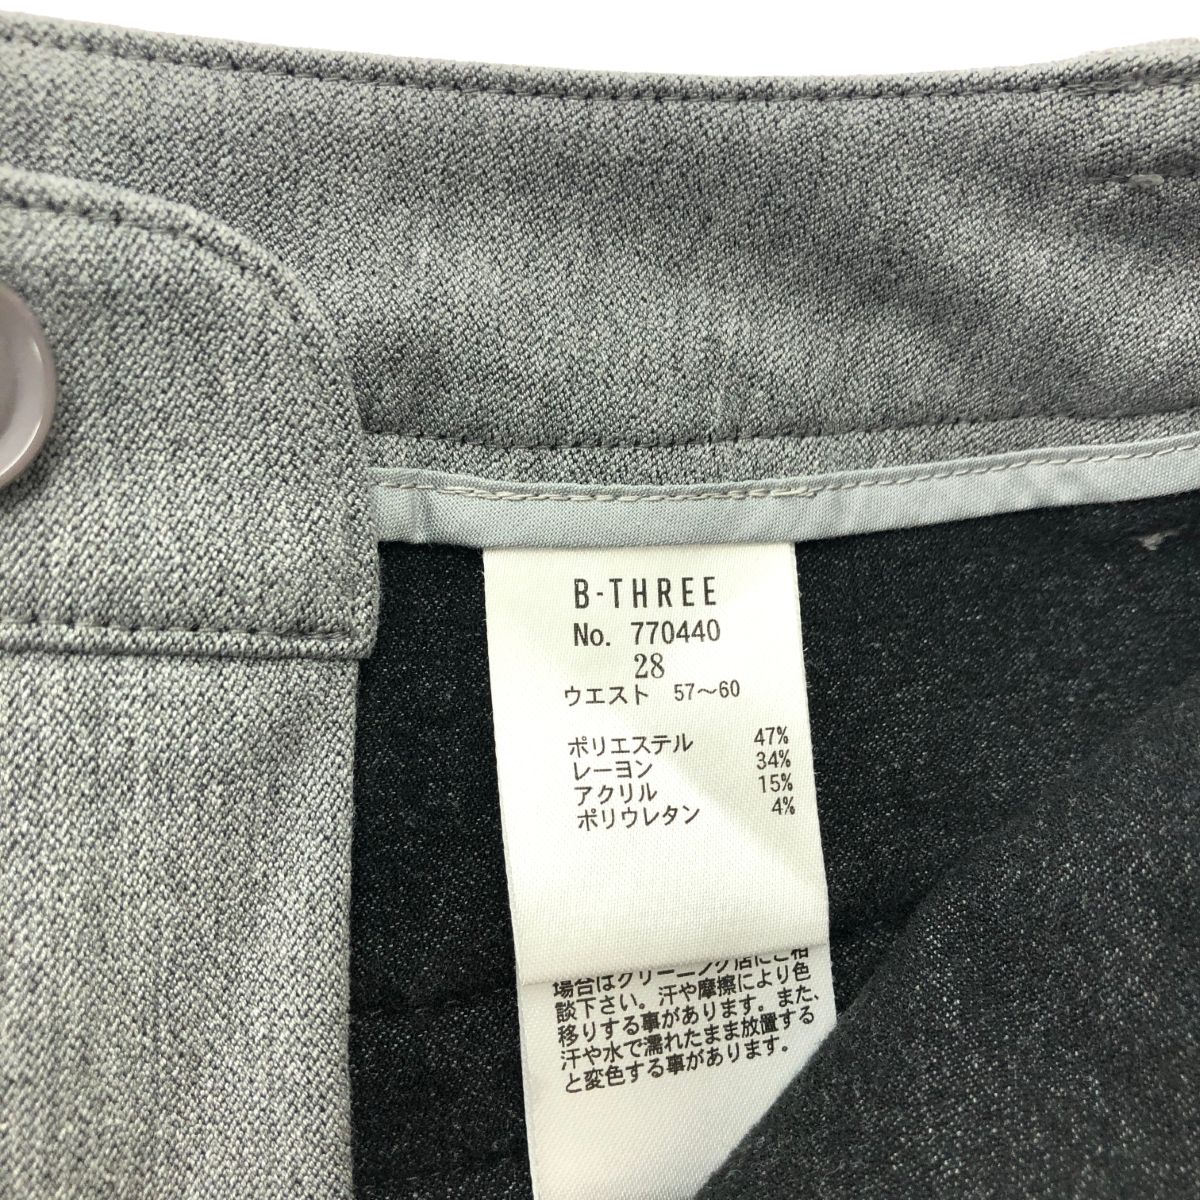 B-THREE
No. 770440
28
ウエスト 57～60
ポリエステル 47%
レーヨン 34%
アクリル 15%
ポリウレタン 4%
場合はクリーニング店にご相
談下さい。汗や摩擦により色
移りする事があります。また、
汗や水で濡れたまま放置する
と変色する事があります。